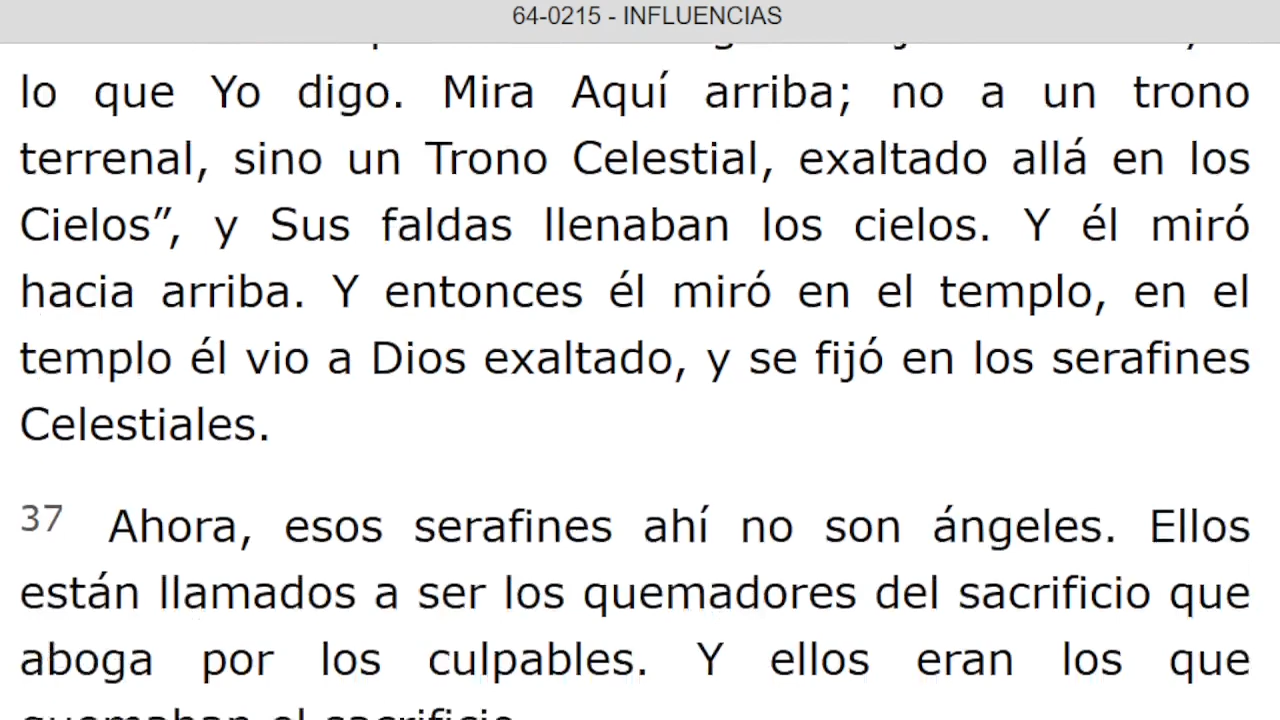 64-0215 - INFLUENCIAS
lo que Yo digo. Mira Aquí arriba; no a un trono
terrenal, sino un Trono Celestial, exaltado allá en los
Cielos”, y Sus faldas llenaban los cielos. Y él miró
hacia arriba. Y entonces él miró en el templo, en el
templo él vio a Dios exaltado, y se fijó en los serafines
Celestiales.
37 Ahora, esos serafines ahí no son ángeles. Ellos
están llamados a ser los quemadores del sacrificio que
aboga por los culpables. Y ellos eran los que
quemaban el sacrificio